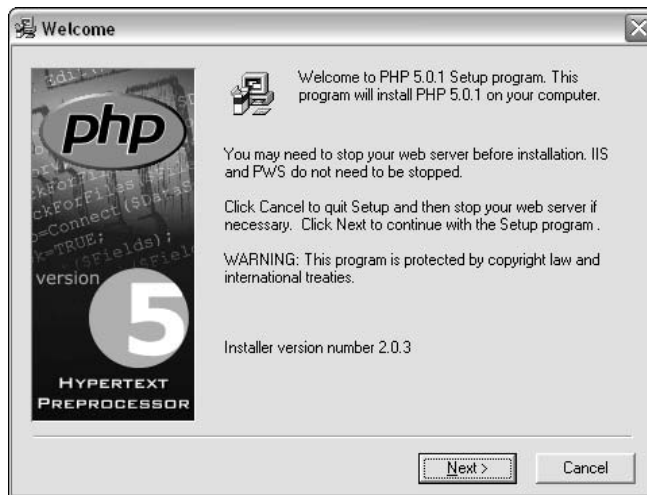 Welcome
Welcome to PHP 5.0.1 Setup program. This
program will install PHP 5.0.1 on your computer.
You may need to stop your web server before installation. IIS
and PWS do not need to be stopped.
Click Cancel to quit Setup and then stop your web server if
necessary. Click Next to continue with the Setup program .
WARNING: This program is protected by copyright law and
international treaties.
Installer version number 2.0.3
php
=Connect($DataS
k=TRUE;
($Fields);
version
5
HYPERTEXT
PREPROCESSOR
Next >
Cancel